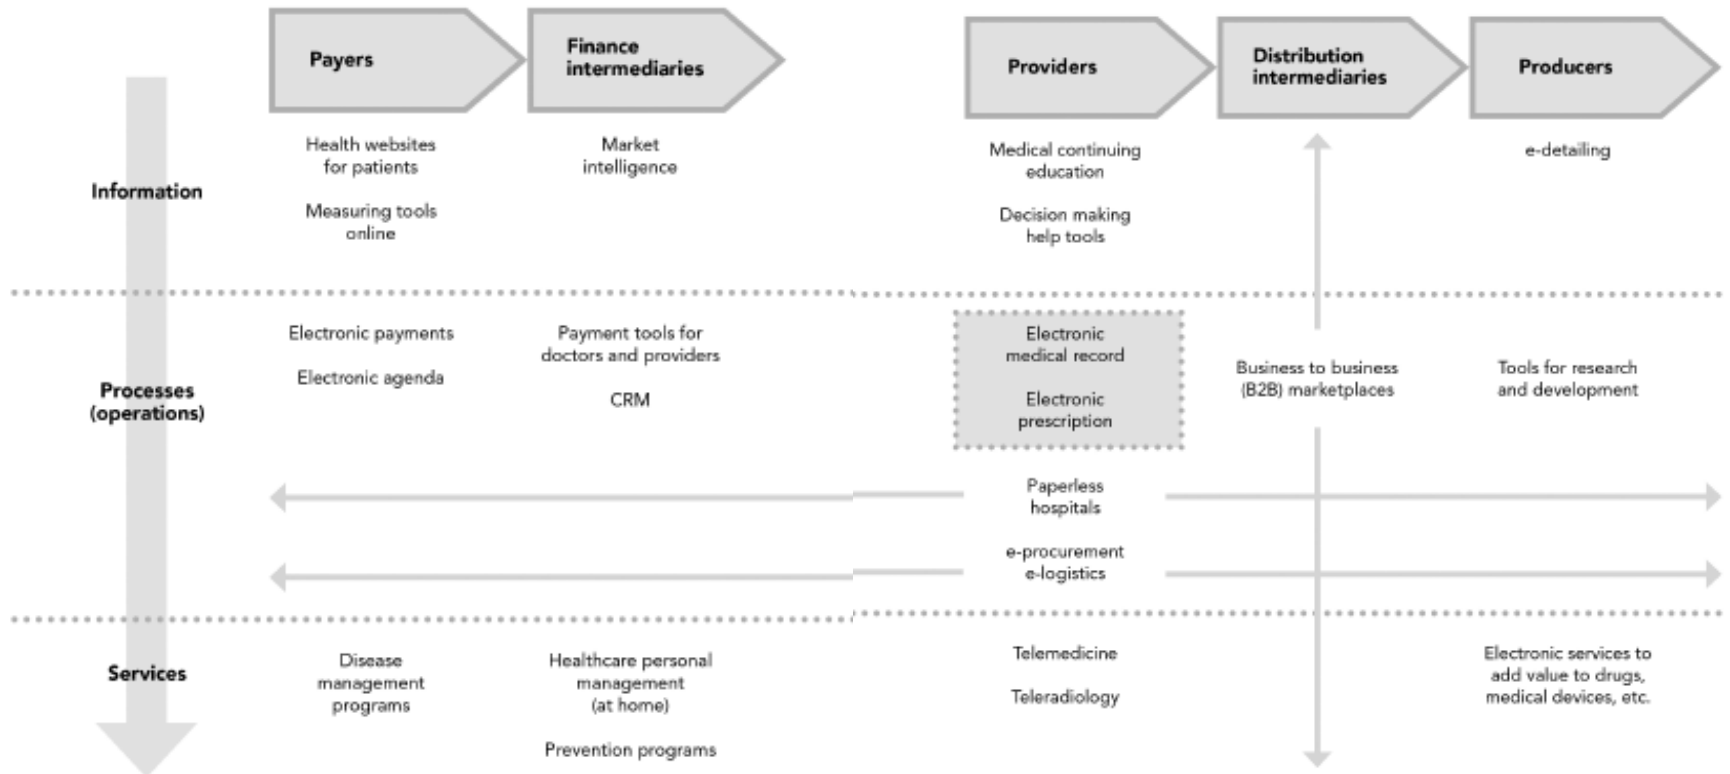 Payers
Finance
intermediaries
Providers
Distribution
intermediaries
Producers
Information
Health websites
for patients
Measuring tools
online
Market
intelligence
Medical continuing
education
Decision making
help tools
e-detailing
Processes
(operations)
Electronic payments
Electronic agenda
Payment tools for
doctors and providers
CRM
Electronic
medical record
Electronic
prescription
Business to business
(B2B) marketplaces
Tools for research
and development
Paperless
hospitals
e-procurement
e-logistics
Services
Disease
management
programs
Healthcare personal
management
(at home)
Prevention programs
Telemedicine
Teleradiology
Electronic services to
add value to drugs,
medical devices, etc.